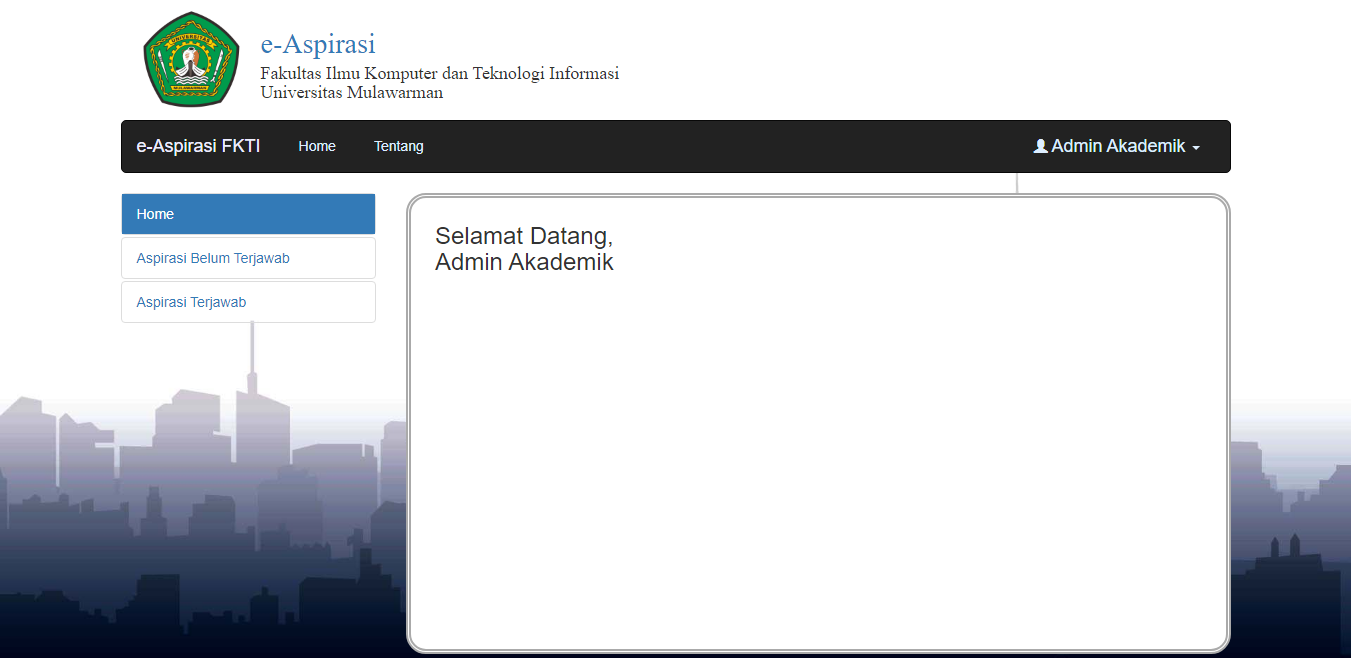 UNIVERSITAS
MULAWARMAN
e-Aspirasi
Fakultas Ilmu Komputer dan Teknologi Informasi
Universitas Mulawarman
e-Aspirasi FKTI Home Tentang Admin Akademik
Home
Aspirasi Belum Terjawab
Aspirasi Terjawab
Selamat Datang,
Admin Akademik